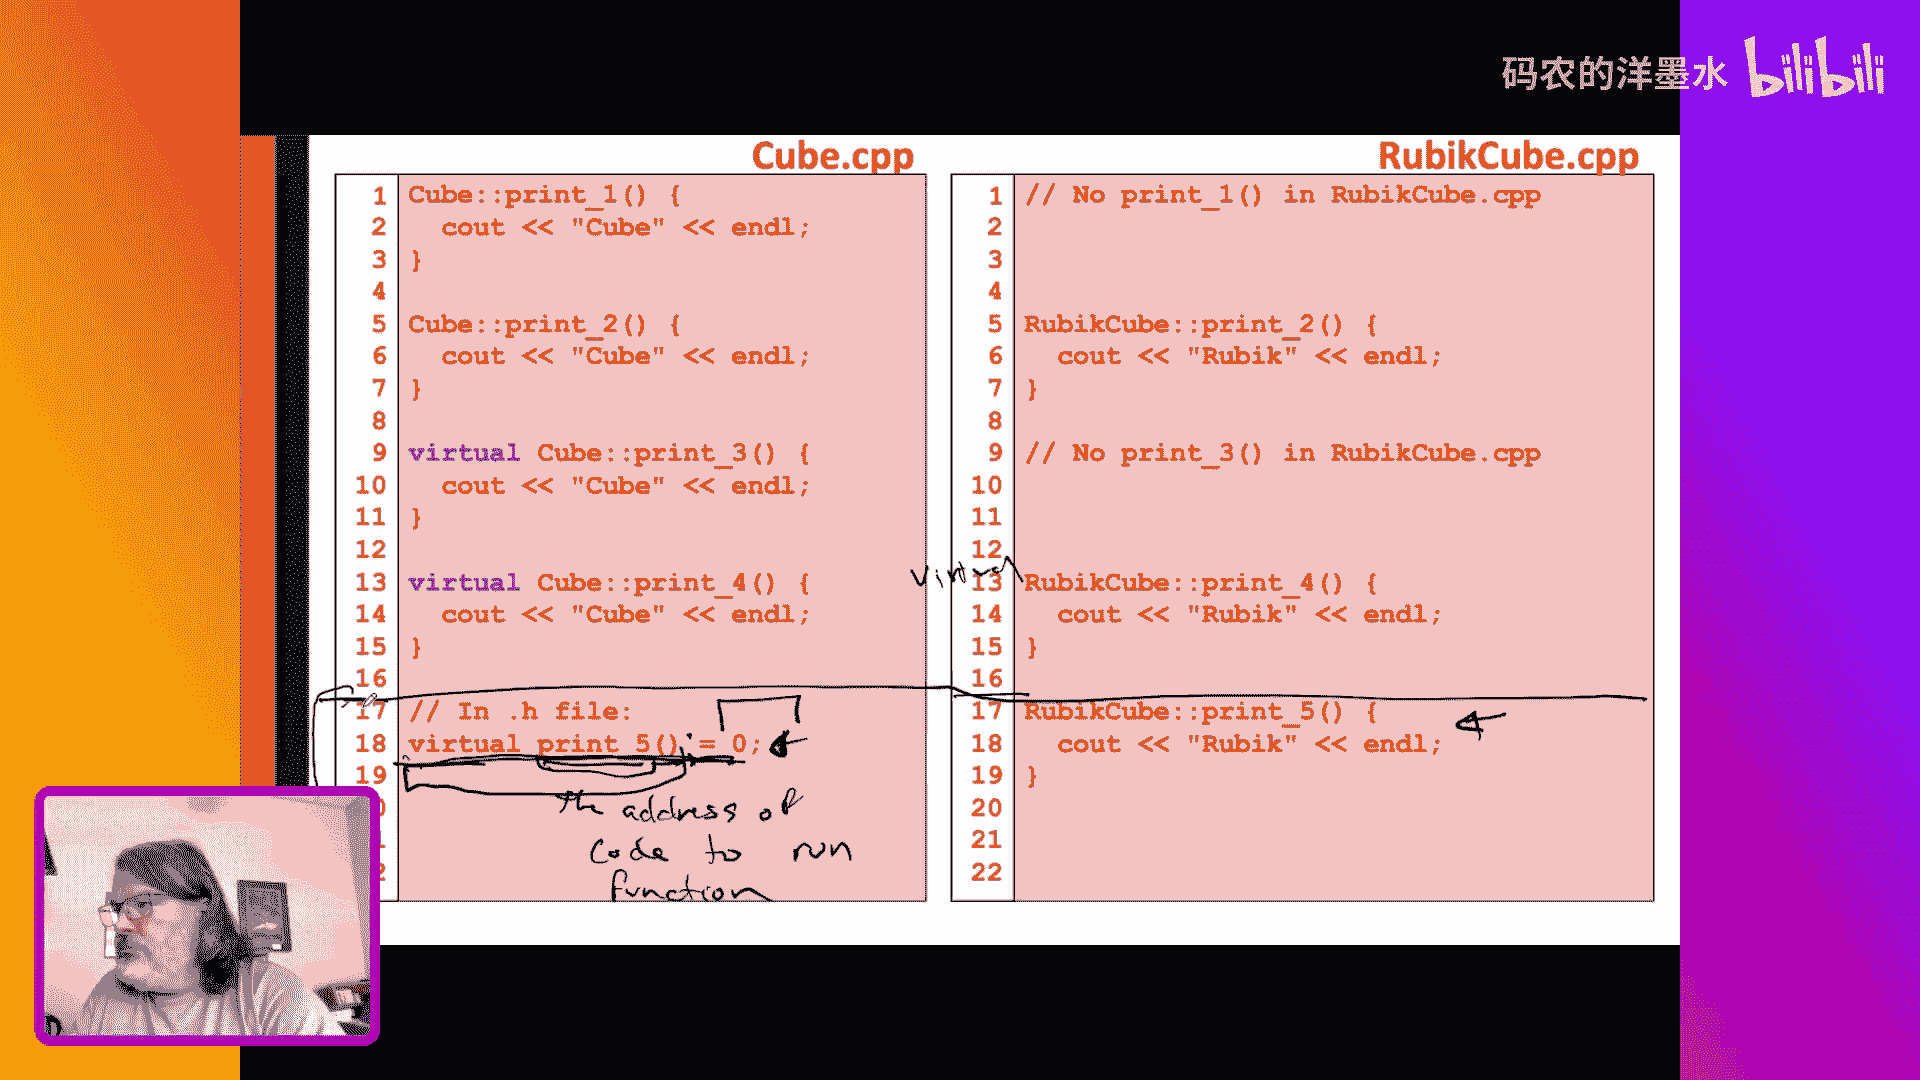 码农的洋墨水 bilibili
Cube.cpp
1 Cube::print_1() {
2 cout << "Cube" << endl;
3 }
4
5 Cube::print_2() {
6 cout << "Cube" << endl;
7 }
8
9 virtual Cube::print_3() {
10 cout << "Cube" << endl;
11 }
12
13 virtual Cube::print_4() {
14 cout << "Cube" << endl;
15 }
16
17 // In .h file:
18 virtual print_5() = 0;
19
the address of
code to run
function
RubikCube.cpp
1 // No print_1() in RubikCube.cpp
2
3
4
5 RubikCube::print_2() {
6 cout << "Rubik" << endl;
7 }
8
9 // No print_3() in RubikCube.cpp
10
11
12
virtual
13 RubikCube::print_4() {
14 cout << "Rubik" << endl;
15 }
16
17 RubikCube::print_5() {
18 cout << "Rubik" << endl;
19 }
20
21
22